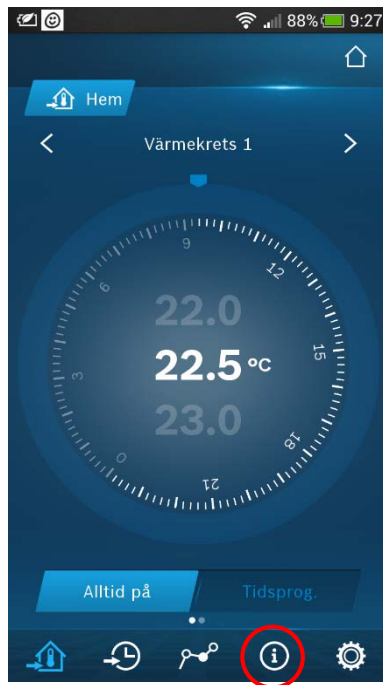 88% 9:27
Hem
Värmekrets 1
9
12
6
22.0
15
22.5 °C
3
23.0
18
0
21
Alltid på
Tidsprog.